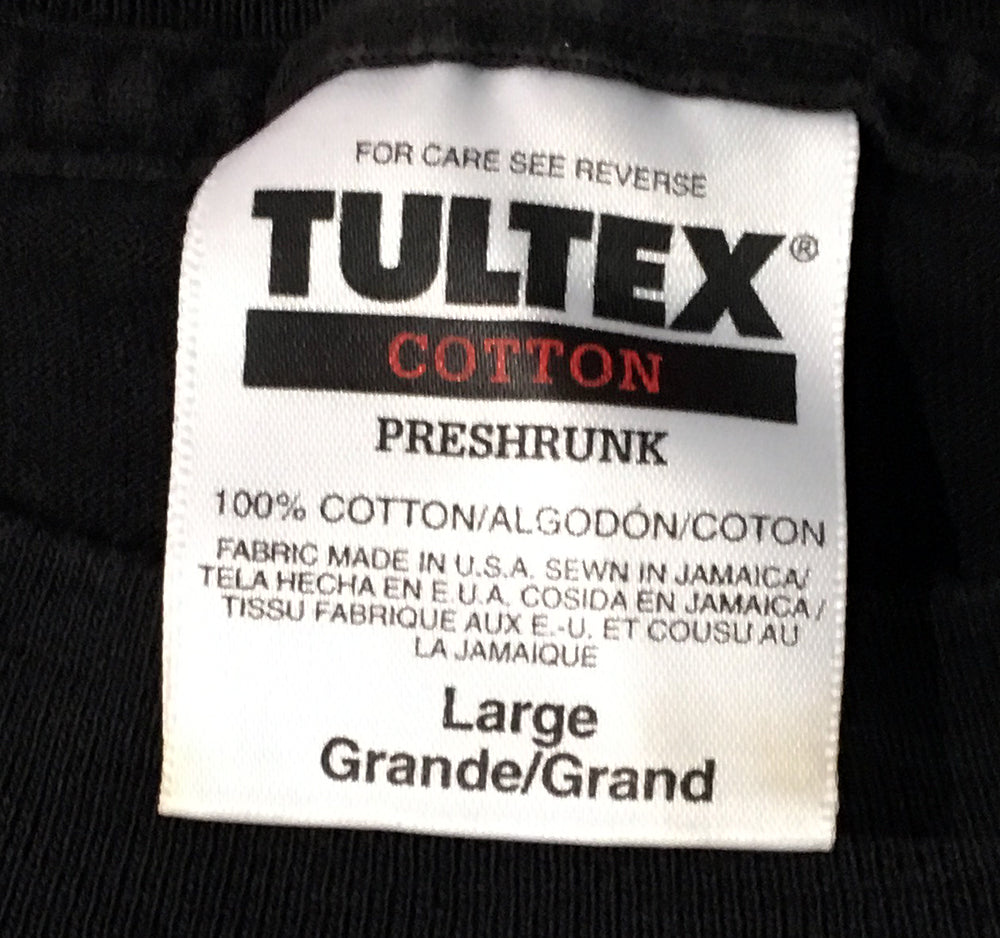 FOR CARE SEE REVERSE
TULTEX®
COTTON
PRESHRUNK
100% COTTON/ALGODÓN/COTON
FABRIC MADE IN U.S.A. SEWN IN JAMAICA/
TELA HECHA EN E.U.A. COSIDA EN JAMAICA/
TISSU FABRIQUE AUX E.-U. ET COUSU AU
LA JAMAIQUE
Large
Grande/Grand